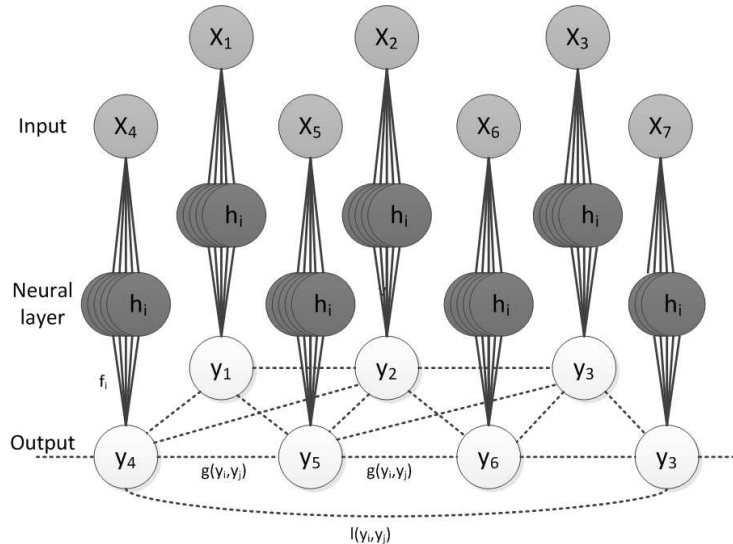 X₁ X₂ X₃
Input X₄ X₅ X₆ X₇
hᵢ hᵢ hᵢ
Neural layer hᵢ hᵢ hᵢ hᵢ
y₁ y₂ y₃
fᵢ
Output y₄ y₅ y₆ y₃
g(yᵢ,yⱼ) g(yᵢ,yⱼ)
l(yᵢ,yⱼ)